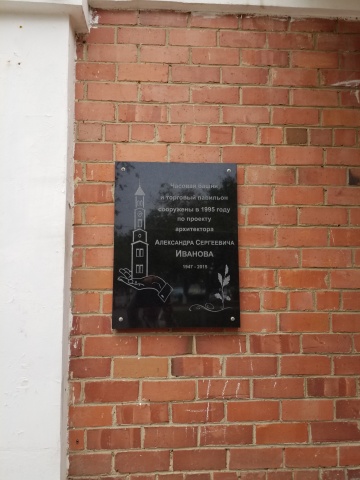 Часовая башня
и торговый павильон
сооружены в 1995 году
по проекту
архитектора
Александра Сергеевича
Иванова
1947 - 2019